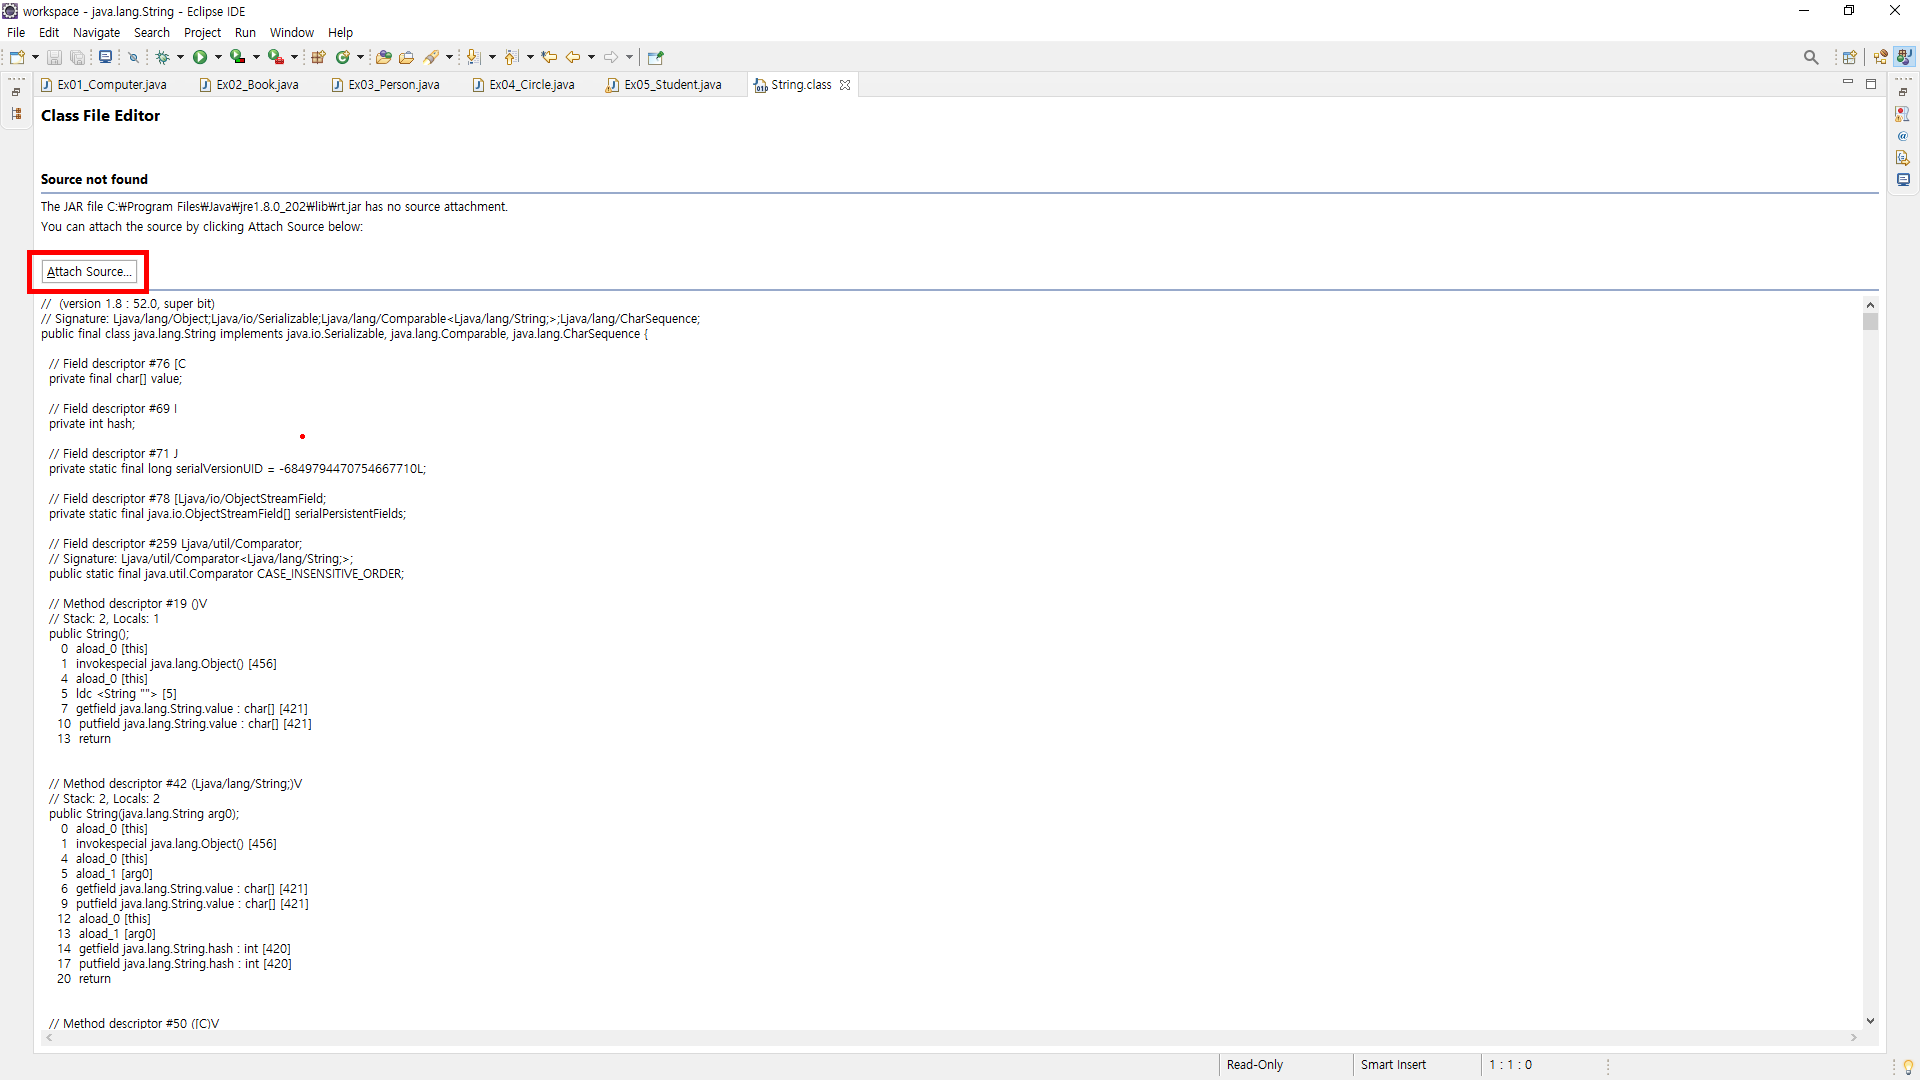 workspace - java.lang.String - Eclipse IDE
File Edit Navigate Search Project Run Window Help
Ex01_Computer.java Ex02_Book.java Ex03_Person.java Ex04_Circle.java Ex05_Student.java String.class
Class File Editor
Source not found
The JAR file C:₩Program Files₩Java₩jre1.8.0_202₩lib₩rt.jar has no source attachment.
You can attach the source by clicking Attach Source below:
Attach Source...
// (version 1.8 : 52.0, super bit)
// Signature: Ljava/lang/Object;Ljava/io/Serializable;Ljava/lang/Comparable<Ljava/lang/String;>;Ljava/lang/CharSequence;
public final class java.lang.String implements java.io.Serializable, java.lang.Comparable, java.lang.CharSequence {
// Field descriptor #76 [C
private final char[] value;
// Field descriptor #69 I
private int hash;
// Field descriptor #71 J
private static final long serialVersionUID = -6849794470754667710L;
// Field descriptor #78 [Ljava/io/ObjectStreamField;
private static final java.io.ObjectStreamField[] serialPersistentFields;
// Field descriptor #259 Ljava/util/Comparator;
// Signature: Ljava/util/Comparator<Ljava/lang/String;>;
public static final java.util.Comparator CASE_INSENSITIVE_ORDER;
// Method descriptor #19 ()V
// Stack: 2, Locals: 1
public String();
0 aload_0 [this]
1 invokespecial java.lang.Object() [456]
4 aload_0 [this]
5 ldc <String ""> [5]
7 getfield java.lang.String.value : char[] [421]
10 putfield java.lang.String.value : char[] [421]
13 return
// Method descriptor #42 (Ljava/lang/String;)V
// Stack: 2, Locals: 2
public String(java.lang.String arg0);
0 aload_0 [this]
1 invokespecial java.lang.Object() [456]
4 aload_0 [this]
5 aload_1 [arg0]
6 getfield java.lang.String.value : char[] [421]
9 putfield java.lang.String.value : char[] [421]
12 aload_0 [this]
13 aload_1 [arg0]
14 getfield java.lang.String.hash : int [420]
17 putfield java.lang.String.hash : int [420]
20 return
// Method descriptor #50 ([C)V
Read-Only Smart Insert 1 : 1 : 0